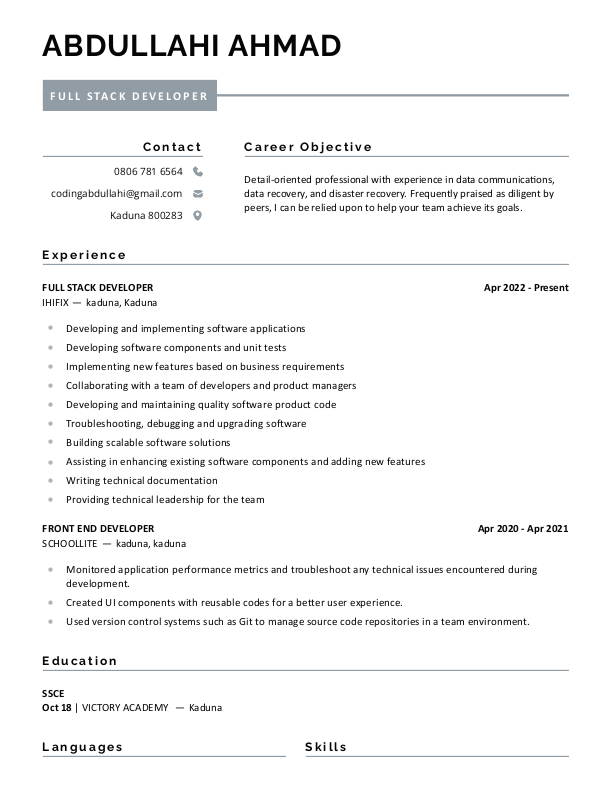 ABDULLAHI AHMAD
FULL STACK DEVELOPER
Contact
0806 781 6564
codingabdullahi@gmail.com
Kaduna 800283
Career Objective
Detail-oriented professional with experience in data communications,
data recovery, and disaster recovery. Frequently praised as diligent by
peers, I can be relied upon to help your team achieve its goals.
Experience
FULL STACK DEVELOPER Apr 2022 - Present
IHIFIX — kaduna, Kaduna
Developing and implementing software applications
Developing software components and unit tests
Implementing new features based on business requirements
Collaborating with a team of developers and product managers
Developing and maintaining quality software product code
Troubleshooting, debugging and upgrading software
Building scalable software solutions
Assisting in enhancing existing software components and adding new features
Writing technical documentation
Providing technical leadership for the team
FRONT END DEVELOPER Apr 2020 - Apr 2021
SCHOOLLITE — kaduna, kaduna
Monitored application performance metrics and troubleshoot any technical issues encountered during
development.
Created UI components with reusable codes for a better user experience.
Used version control systems such as Git to manage source code repositories in a team environment.
Education
SSCE
Oct 18 | VICTORY ACADEMY — Kaduna
Languages
Skills